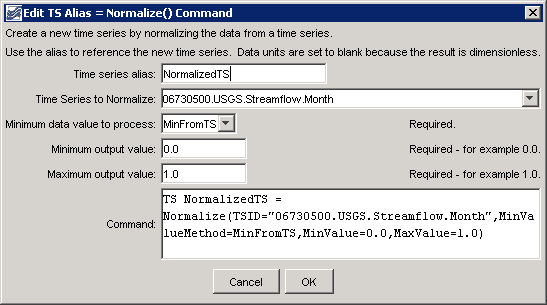 Edit TS Alias = Normalize() Command
Create a new time series by normalizing the data from a time series.
Use the alias to reference the new time series.  Data units are set to blank because the result is dimensionless.
Time series alias: NormalizedTS
Time Series to Normalize: 06730500.USGS.Streamflow.Month
Minimum data value to process: MinFromTS Required.
Minimum output value: 0.0 Required - for example 0.0.
Maximum output value: 1.0 Required - for example 1.0.
Command:
TS NormalizedTS =
Normalize(TSID="06730500.USGS.Streamflow.Month",MinV
alueMethod=MinFromTS,MinValue=0.0,MaxValue=1.0)
Cancel OK